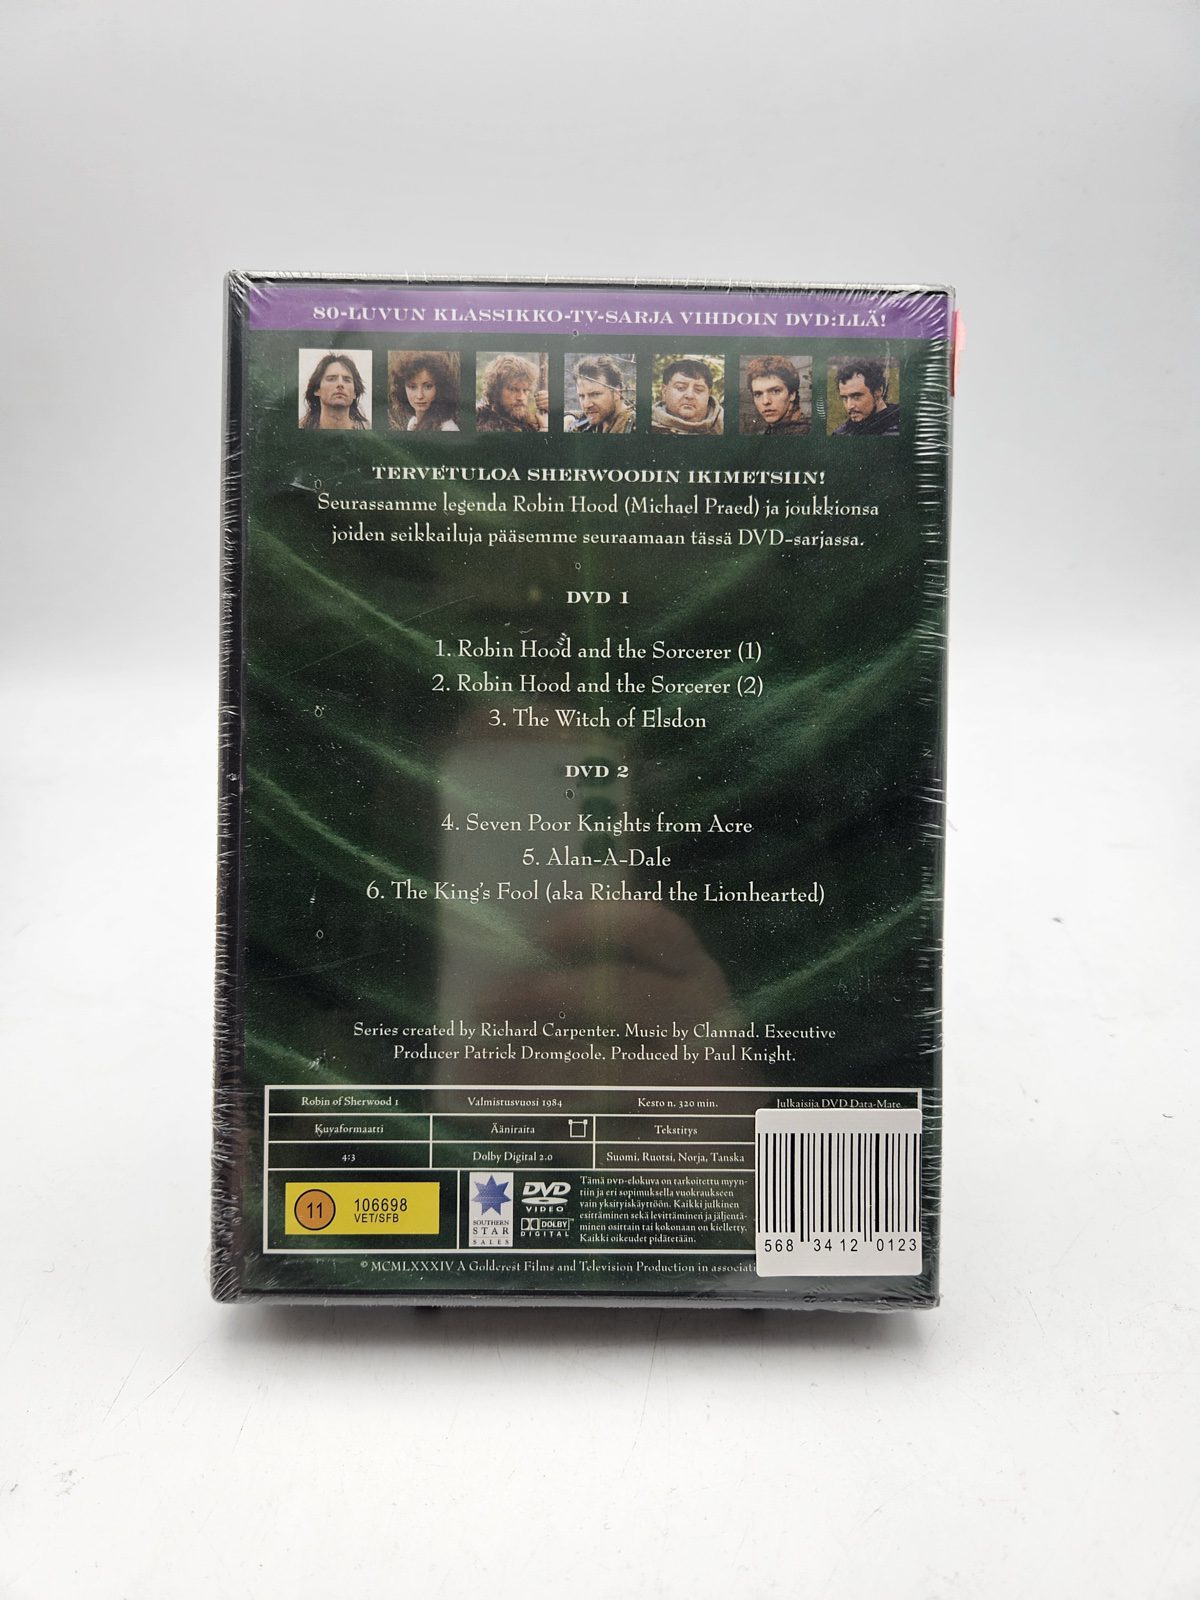 80-LUVUN KLASSIKKO-TV-SARJA VIHDOIN DVD:LLÄ!
TERVETULOA SHERWOODIN IKIMETSIIN!
Seurassamme legenda Robin Hood (Michael Praed) ja joukkionsa
joiden seikkailuja pääsemme seuraamaan tässä DVD-sarjassa.
DVD 1
1. Robin Hood and the Sorcerer (1)
2. Robin Hood and the Sorcerer (2)
3. The Witch of Elsdon
DVD 2
4. Seven Poor Knights from Acre
5. Alan-A-Dale
6. The King's Fool (aka Richard the Lionhearted)
Series created by Richard Carpenter. Music by Clannad. Executive
Producer Patrick Dromgoole. Produced by Paul Knight.
Robin of Sherwood 1 Valmistusvuosi 1984 Kesto n. 320 min. Julkaisija DVD Data-Mate
Kuvaformaatti Ääniraita Tekstitys
4:3 Dolby Digital 2.0 Suomi, Ruotsi, Norja, Tanska
11 106698
VET/SFB
SOUTHERN
STAR
SALES
DVD
VIDEO
DOLBY
DIGITAL
Tämä DVD-elokuva on tarkoitettu myyn-
tiin ja eri sopimuksella vuokraukseen
vain yksityiskäyttöön. Kaikki julkinen
esittäminen sekä levittäminen ja jäljentä-
minen osittain tai kokonaan on kielletty.
Kaikki oikeudet pidätetään.
568 3412 0123
© MCMLXXXIV A Goldcrest Films and Television Production in associati